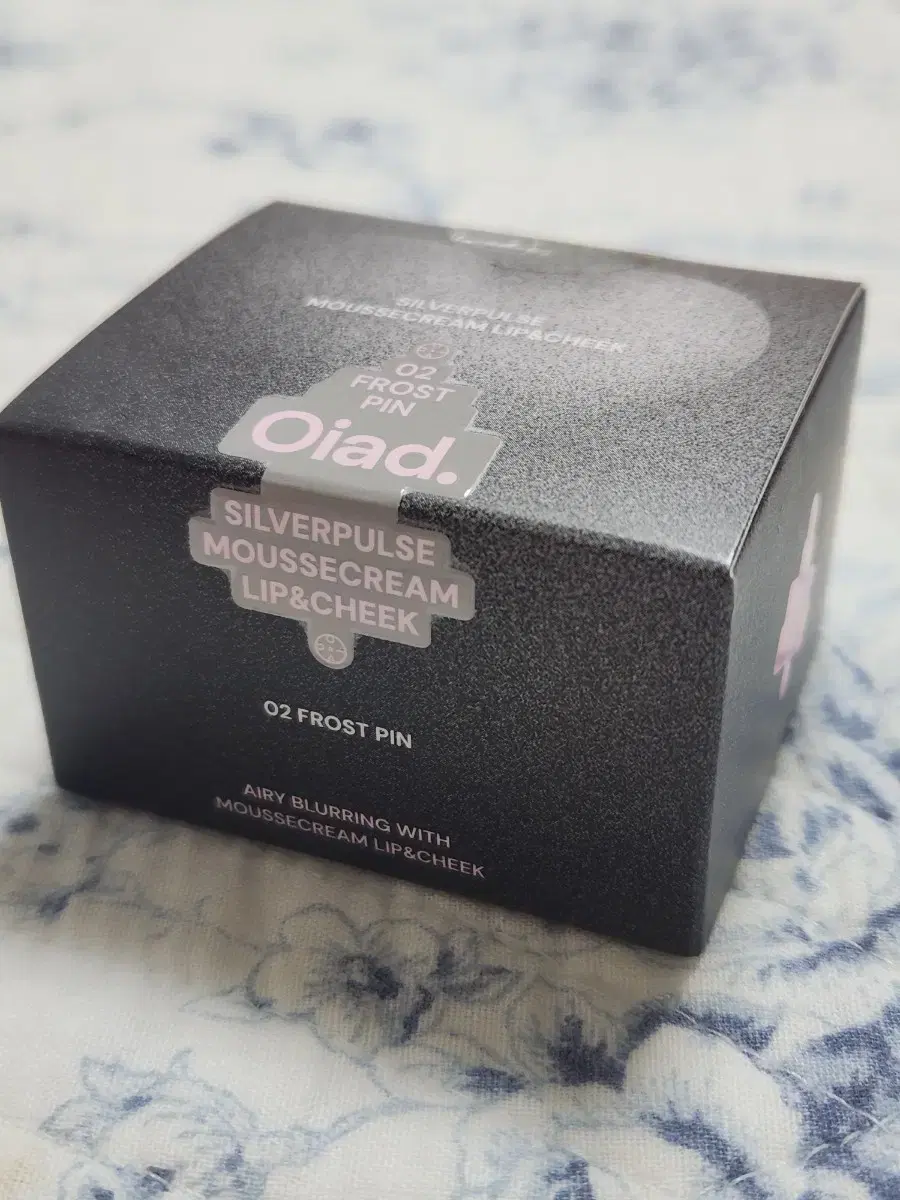 SILVERPULSE
MOUSSECREAM LIP&CHEEK
02
FROST
PIN
Oiad.
SILVERPULSE
MOUSSECREAM
LIP&CHEEK
02 FROST PIN
AIRY BLURRING WITH
MOUSSECREAM LIP&CHEEK